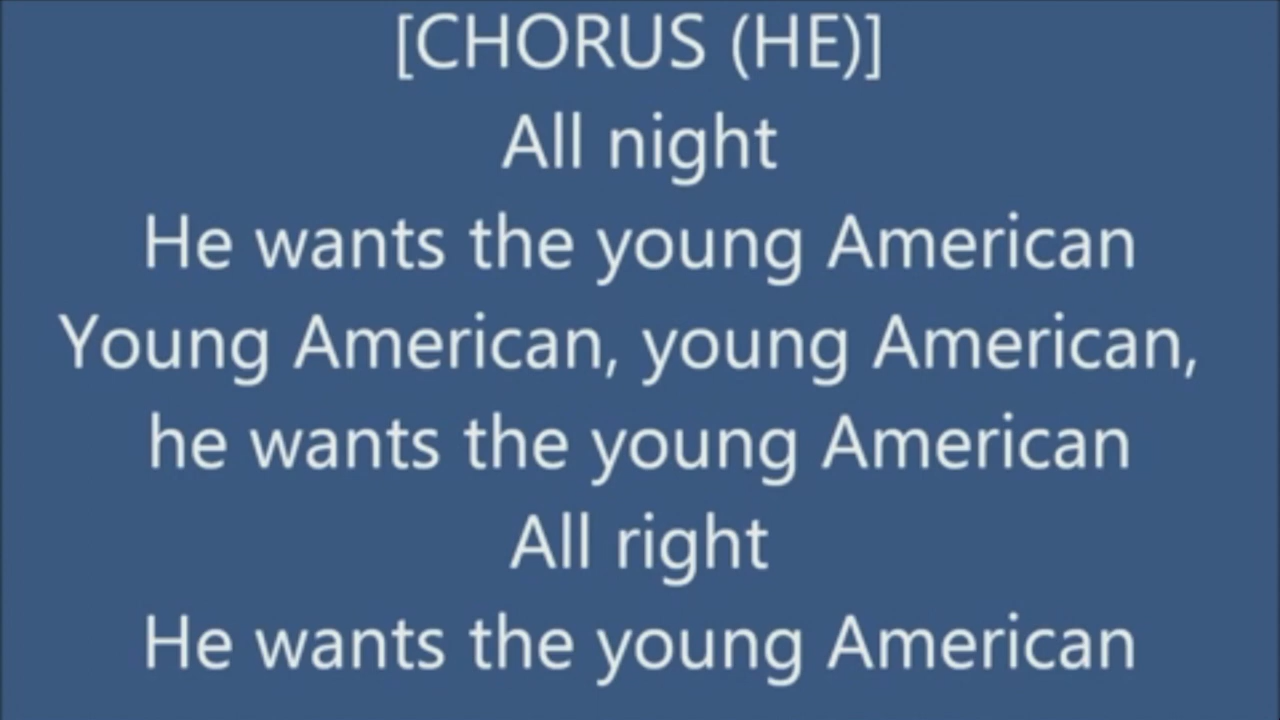 [CHORUS (HE)]
All night
He wants the young American
Young American, young American,
he wants the young American
All right
He wants the young American